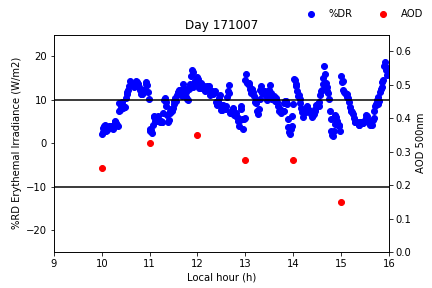 %DR AOD
Day 171007
%RD Erythemal Irradiance (W/m2)
20
10
0
−10
−20
0.6
0.5
0.4
0.3
0.2
0.1
0.0
AOD 500nm
9 10 11 12 13 14 15 16
Local hour (h)